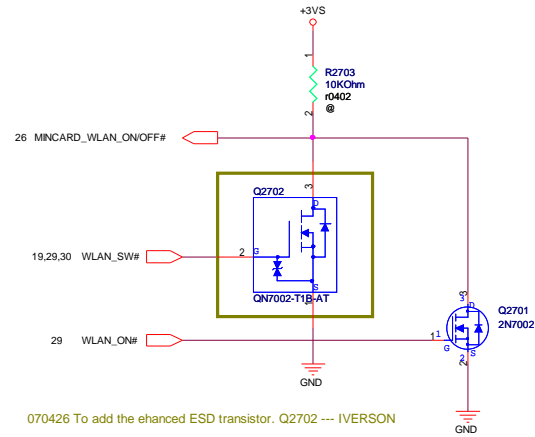 +3VS
1
R2703
10KOhm
r0402
@
2
26 MINCARD_WLAN_ON/OFF#
Q2702
3
D
19,29,30 WLAN_SW#
2
G
S
QN7002-T1B-AT
1
3
3
D
Q2701
2N7002
29 WLAN_ON#
1
1
G
S
2
2
GND
GND
070426 To add the ehanced ESD transistor. Q2702 --- IVERSON